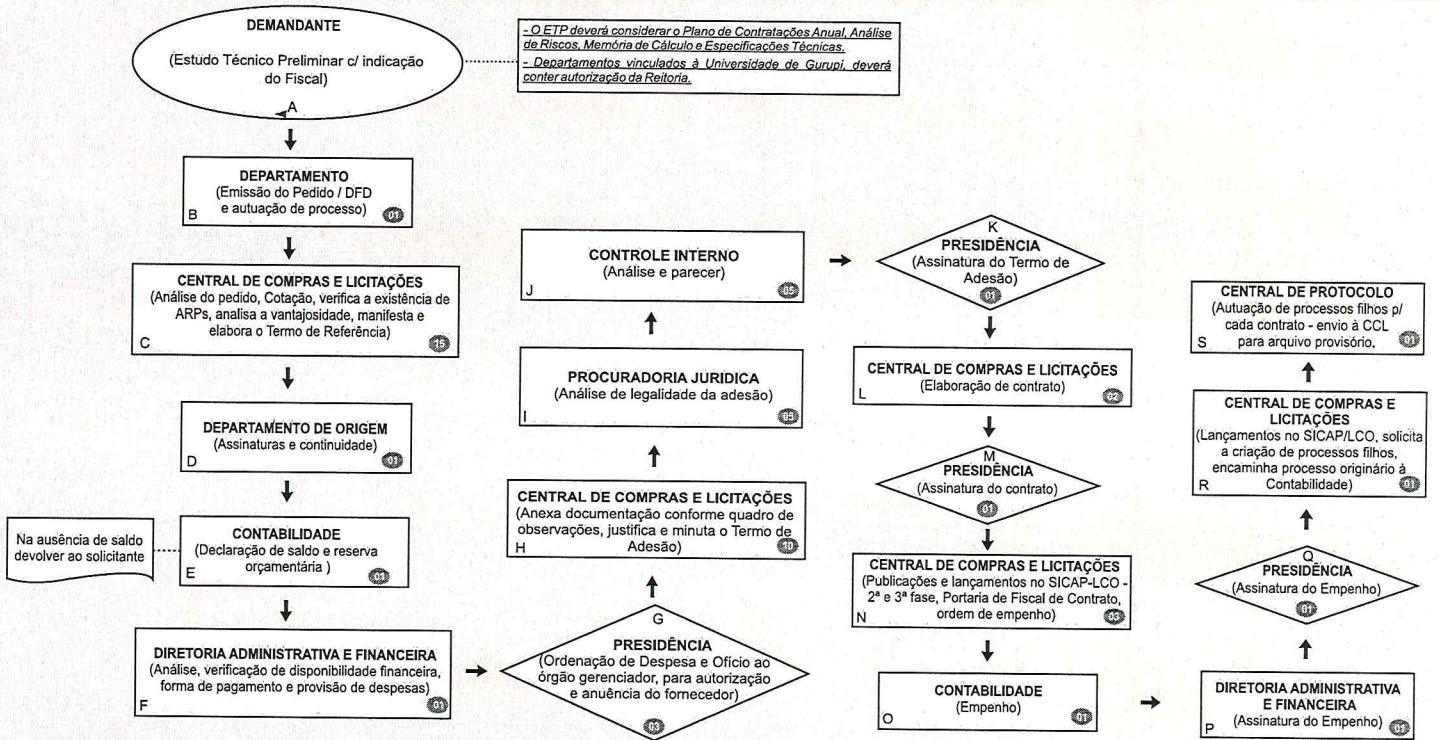 DEMANDANTE
(Estudo Técnico Preliminar c/ indicação
do Fiscal)
A
- O ETP deverá considerar o Plano de Contratações Anual, Análise
de Riscos, Memória de Cálculo e Especificações Técnicas.
- Departamentos vinculados à Universidade de Gurupi, deverá
conter autorização da Reitoria.
DEPARTAMENTO
(Emissão do Pedido / DFD
e autuação de processo)
B
01
CENTRAL DE COMPRAS E LICITAÇÕES
(Análise do pedido, Cotação, verifica a existência de
ARPs, analisa a vantajosidade, manifesta e
elabora o Termo de Referência)
C
15
DEPARTAMENTO DE ORIGEM
(Assinaturas e continuidade)
D
01
Na ausência de saldo
devolver ao solicitante
CONTABILIDADE
(Declaração de saldo e reserva
orçamentária )
E
01
DIRETORIA ADMINISTRATIVA E FINANCEIRA
(Análise, verificação de disponibilidade financeira,
forma de pagamento e provisão de despesas)
F
01
G
PRESIDÊNCIA
(Ordenação de Despesa e Ofício ao
órgão gerenciador, para autorização
e anuência do fornecedor)
03
CENTRAL DE COMPRAS E LICITAÇÕES
(Anexa documentação conforme quadro de
observações, justifica e minuta o Termo de
Adesão)
H
10
PROCURADORIA JURIDICA
(Análise de legalidade da adesão)
I
CONTROLE INTERNO
(Análise e parecer)
J
05
K
PRESIDÊNCIA
(Assinatura do Termo de
Adesão)
01
CENTRAL DE COMPRAS E LICITAÇÕES
(Elaboração de contrato)
L
02
M
PRESIDÊNCIA
(Assinatura do contrato)
01
CENTRAL DE COMPRAS E LICITAÇÕES
(Publicações e lançamentos no SICAP-LCO -
2ª e 3ª fase, Portaria de Fiscal de Contrato,
ordem de empenho)
N
03
CONTABILIDADE
(Empenho)
O
01
DIRETORIA ADMINISTRATIVA
E FINANCEIRA
(Assinatura do Empenho)
P
01
Q
PRESIDÊNCIA
(Assinatura do Empenho)
01
CENTRAL DE COMPRAS E
LICITAÇÕES
(Lançamentos no SICAP/LCO, solicita
a criação de processos filhos,
encaminha processo originário à
Contabilidade)
R
01
CENTRAL DE PROTOCOLO
(Autuação de processos filhos p/
cada contrato - envio à CCL
para arquivo provisório.
S
01